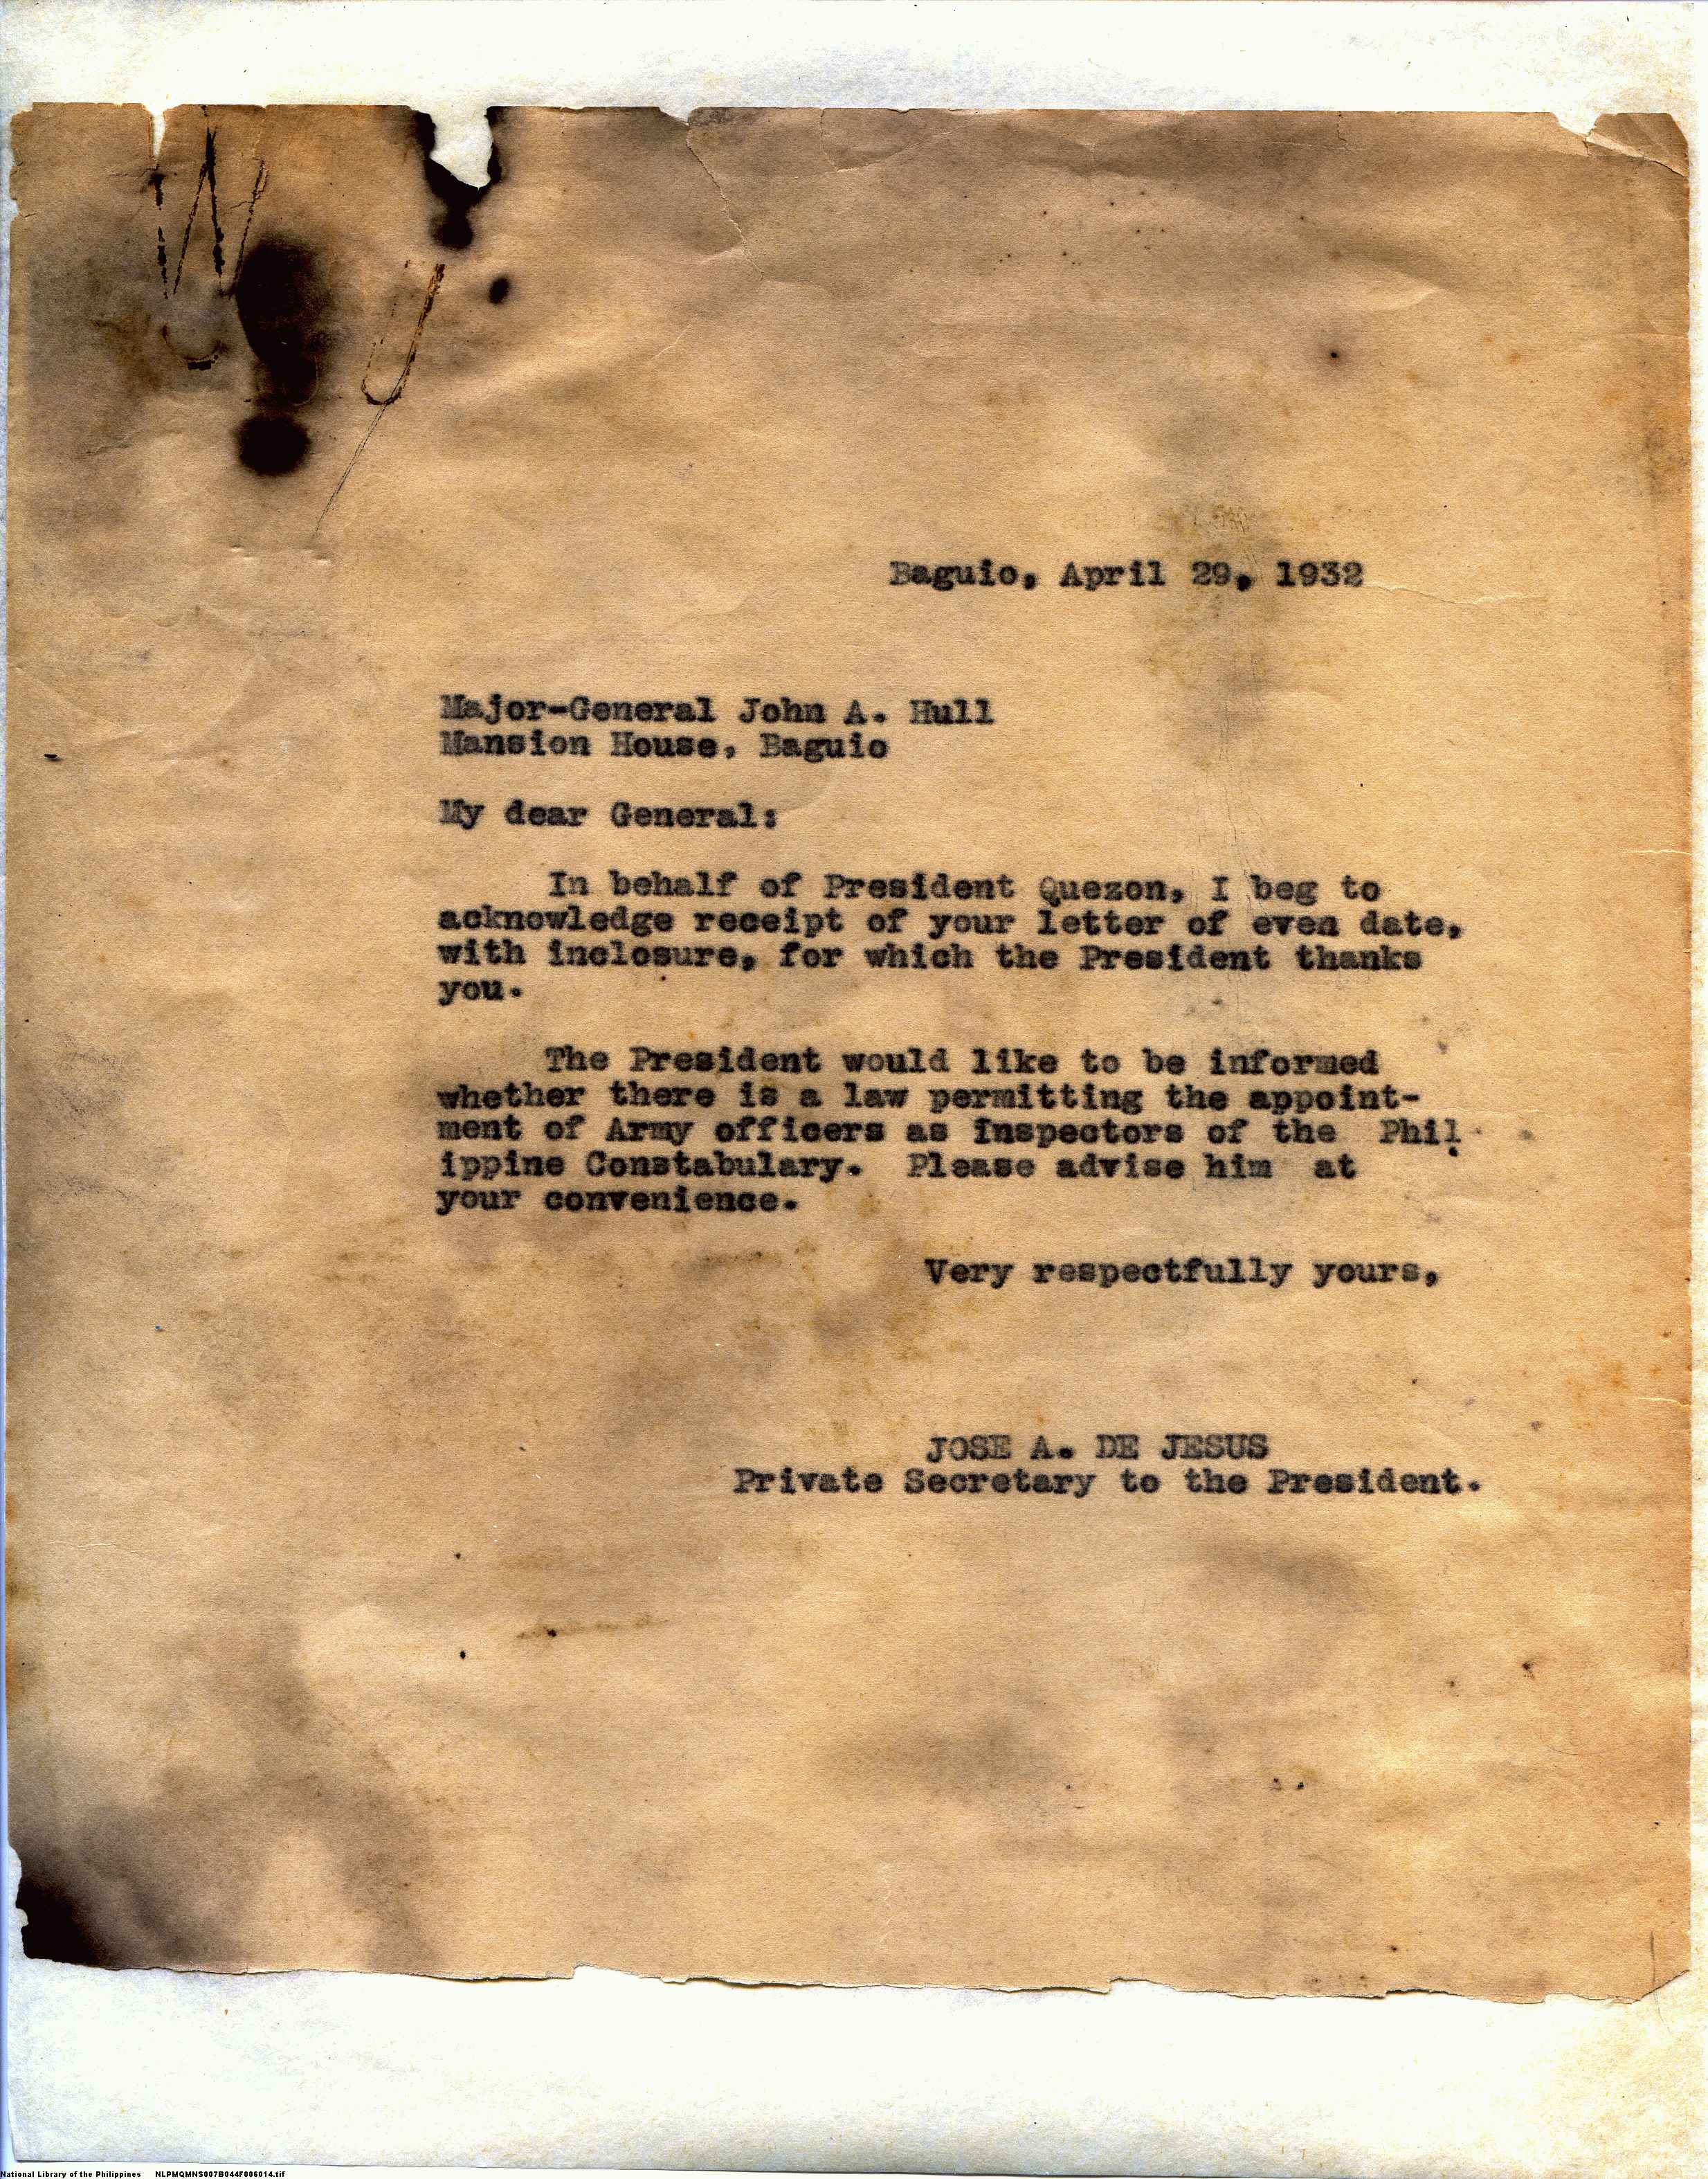 Baguio, April 29, 1932
Major-General John A. Hull
Mansion House, Baguio
My dear General:
In behalf of President Quezon, I beg to
acknowledge receipt of your letter of even date,
with inclosure, for which the President thanks
you.
The President would like to be informed
whether there is a law permitting the appoint-
ment of Army officers as Inspectors of the Phil
ippine Constabulary. Please advise him at
your convenience.
Very respectfully yours,
JOSE A. DE JESUS
Private Secretary to the President.
National Library of the Philippines NLPMQMNS007B044F006014.tif